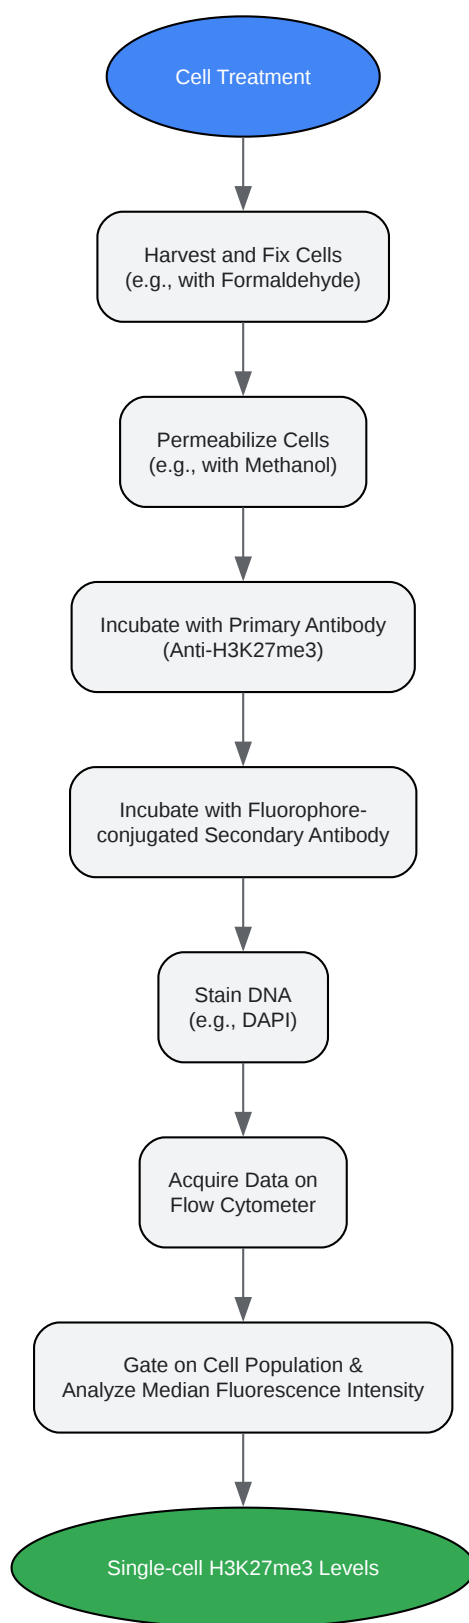 Cell Treatment
Harvest and Fix Cells
(e.g., with Formaldehyde)
Permeabilize Cells
(e.g., with Methanol)
Incubate with Primary Antibody
(Anti-H3K27me3)
Incubate with Fluorophore-
conjugated Secondary Antibody
Stain DNA
(e.g., DAPI)
Acquire Data on
Flow Cytometer
Gate on Cell Population &
Analyze Median Fluorescence Intensity
Single-cell H3K27me3 Levels